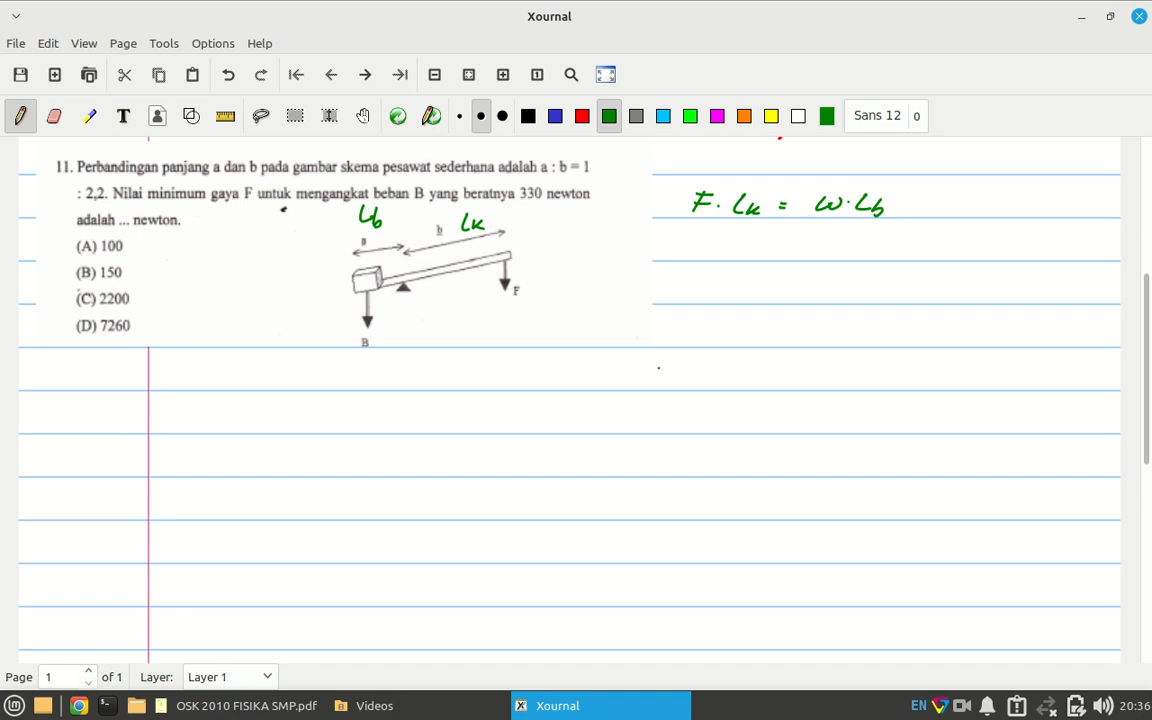 Xournal
File Edit View Page Tools Options Help
Sans 12 0
11. Perbandingan panjang a dan b pada gambar skema pesawat sederhana adalah a : b = 1
: 2,2. Nilai minimum gaya F untuk mengangkat beban B yang beratnya 330 newton
adalah ... newton.
(A) 100
(B) 150
(C) 2200
(D) 7260
Lb
Lk
a
b
F
B
F. Lk = w. Lb
Page 1 of 1 Layer: Layer 1
OSK 2010 FISIKA SMP.pdf Videos Xournal EN 20:36